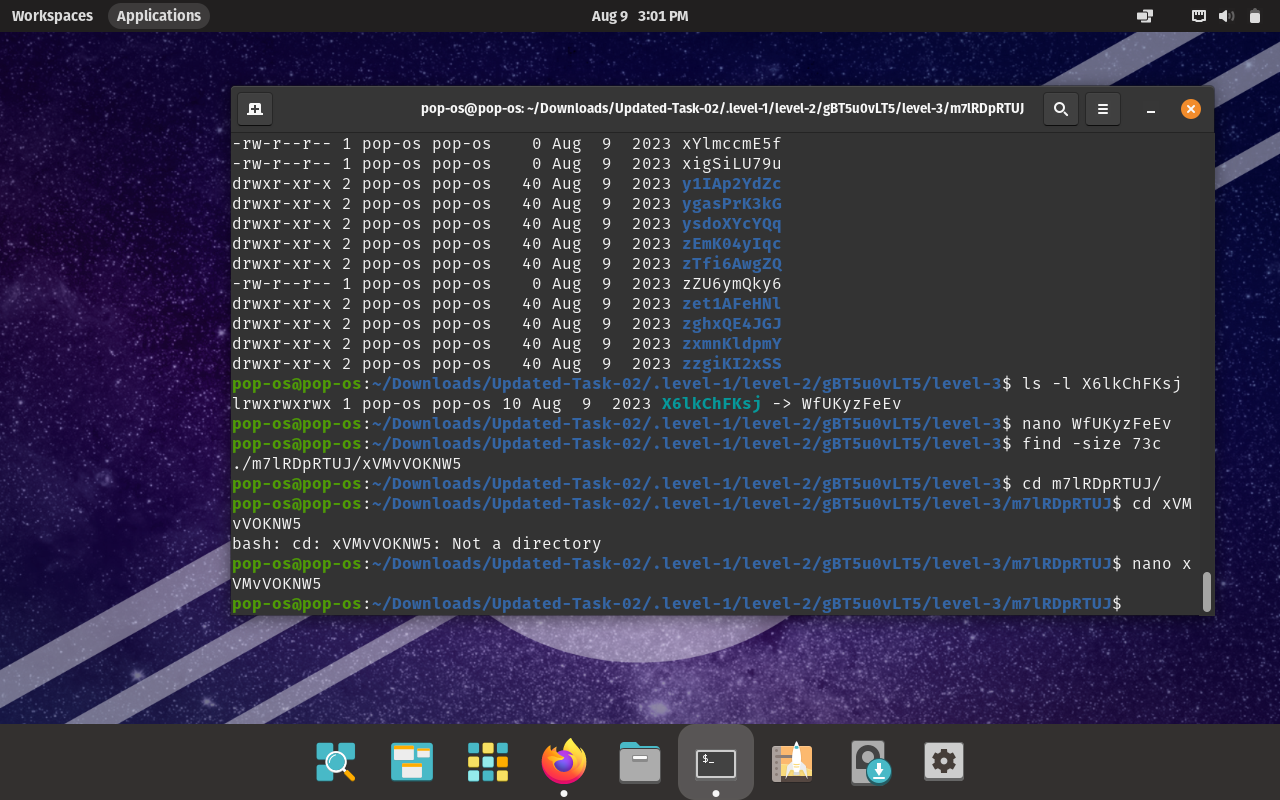 Workspaces Applications Aug 9 3:01 PM
pop-os@pop-os: ~/Downloads/Updated-Task-02/.level-1/level-2/gBT5u0vLT5/level-3/m7lRDpRTUJ
-rw-r--r-- 1 pop-os pop-os    0 Aug  9  2023 xYlmccmE5f
-rw-r--r-- 1 pop-os pop-os    0 Aug  9  2023 xigSiLU79u
drwxr-xr-x 2 pop-os pop-os   40 Aug  9  2023 y1IAp2YdZc
drwxr-xr-x 2 pop-os pop-os   40 Aug  9  2023 ygasPrK3kG
drwxr-xr-x 2 pop-os pop-os   40 Aug  9  2023 ysdoXYcYQq
drwxr-xr-x 2 pop-os pop-os   40 Aug  9  2023 zEmK04yIqc
drwxr-xr-x 2 pop-os pop-os   40 Aug  9  2023 zTfi6AwgZQ
-rw-r--r-- 1 pop-os pop-os    0 Aug  9  2023 zZU6ymQky6
drwxr-xr-x 2 pop-os pop-os   40 Aug  9  2023 zet1AFeHNl
drwxr-xr-x 2 pop-os pop-os   40 Aug  9  2023 zghxQE4JGJ
drwxr-xr-x 2 pop-os pop-os   40 Aug  9  2023 zxmnKldpmY
drwxr-xr-x 2 pop-os pop-os   40 Aug  9  2023 zzgiKI2xSS
pop-os@pop-os:~/Downloads/Updated-Task-02/.level-1/level-2/gBT5u0vLT5/level-3$ ls -l X6lkChFKsj
lrwxrwxrwx 1 pop-os pop-os 10 Aug  9  2023 X6lkChFKsj -> WfUKyzFeEv
pop-os@pop-os:~/Downloads/Updated-Task-02/.level-1/level-2/gBT5u0vLT5/level-3$ nano WfUKyzFeEv
pop-os@pop-os:~/Downloads/Updated-Task-02/.level-1/level-2/gBT5u0vLT5/level-3$ find -size 73c
./m7lRDpRTUJ/xVMvVOKNW5
pop-os@pop-os:~/Downloads/Updated-Task-02/.level-1/level-2/gBT5u0vLT5/level-3$ cd m7lRDpRTUJ/
pop-os@pop-os:~/Downloads/Updated-Task-02/.level-1/level-2/gBT5u0vLT5/level-3/m7lRDpRTUJ$ cd xVM
vVOKNW5
bash: cd: xVMvVOKNW5: Not a directory
pop-os@pop-os:~/Downloads/Updated-Task-02/.level-1/level-2/gBT5u0vLT5/level-3/m7lRDpRTUJ$ nano x
VMvVOKNW5
pop-os@pop-os:~/Downloads/Updated-Task-02/.level-1/level-2/gBT5u0vLT5/level-3/m7lRDpRTUJ$
$_